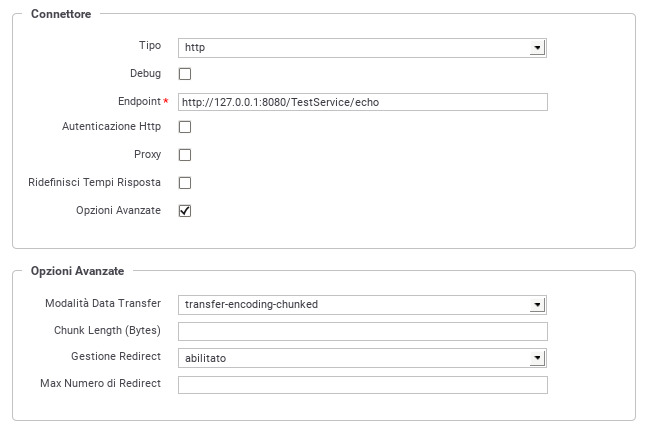 Connettore
Tipo http
Debug
Endpoint * http://127.0.0.1:8080/TestService/echo
Autenticazione Http
Proxy
Ridefinisci Tempi Risposta
Opzioni Avanzate
Opzioni Avanzate
Modalità Data Transfer transfer-encoding-chunked
Chunk Length (Bytes)
Gestione Redirect abilitato
Max Numero di Redirect